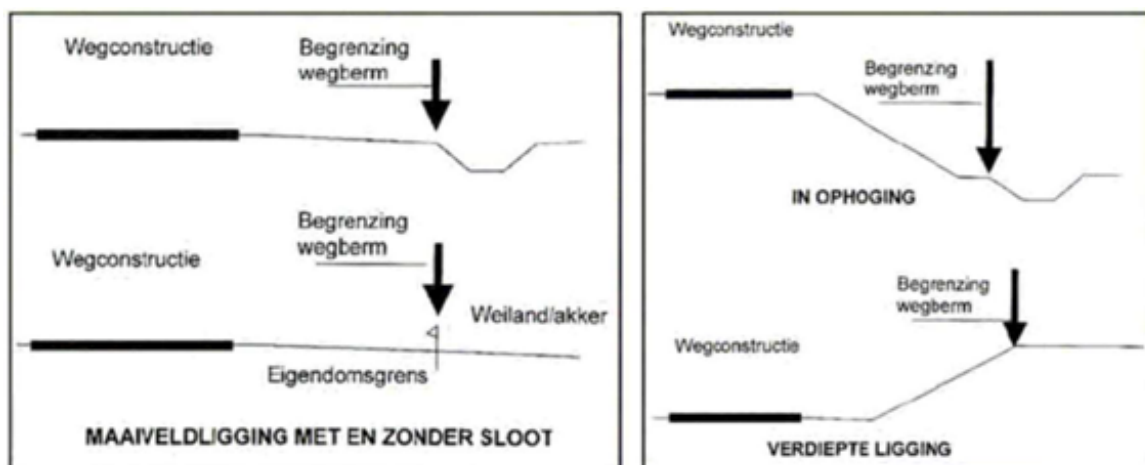 Wegconstructie
Begrenzing
wegberm
Wegconstructie
Begrenzing
wegberm
Weiland/akker
Eigendomsgrens
MAAIVELDLIGGING MET EN ZONDER SLOOT
Wegconstructie
Begrenzing
wegberm
IN OPHOGING
Begrenzing
wegberm
Wegconstructie
VERDIEPTE LIGGING